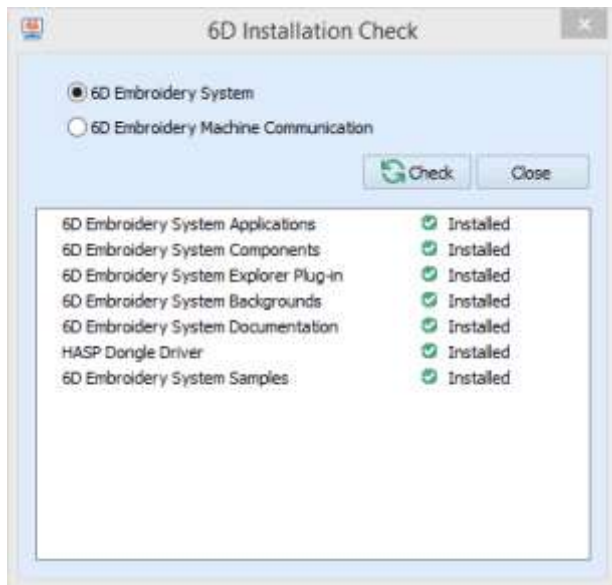 6D Installation Check
6D Embroidery System
6D Embroidery Machine Communication
Check Close
6D Embroidery System Applications Installed
6D Embroidery System Components Installed
6D Embroidery System Explorer Plug-in Installed
6D Embroidery System Backgrounds Installed
6D Embroidery System Documentation Installed
HASP Dongle Driver Installed
6D Embroidery System Samples Installed